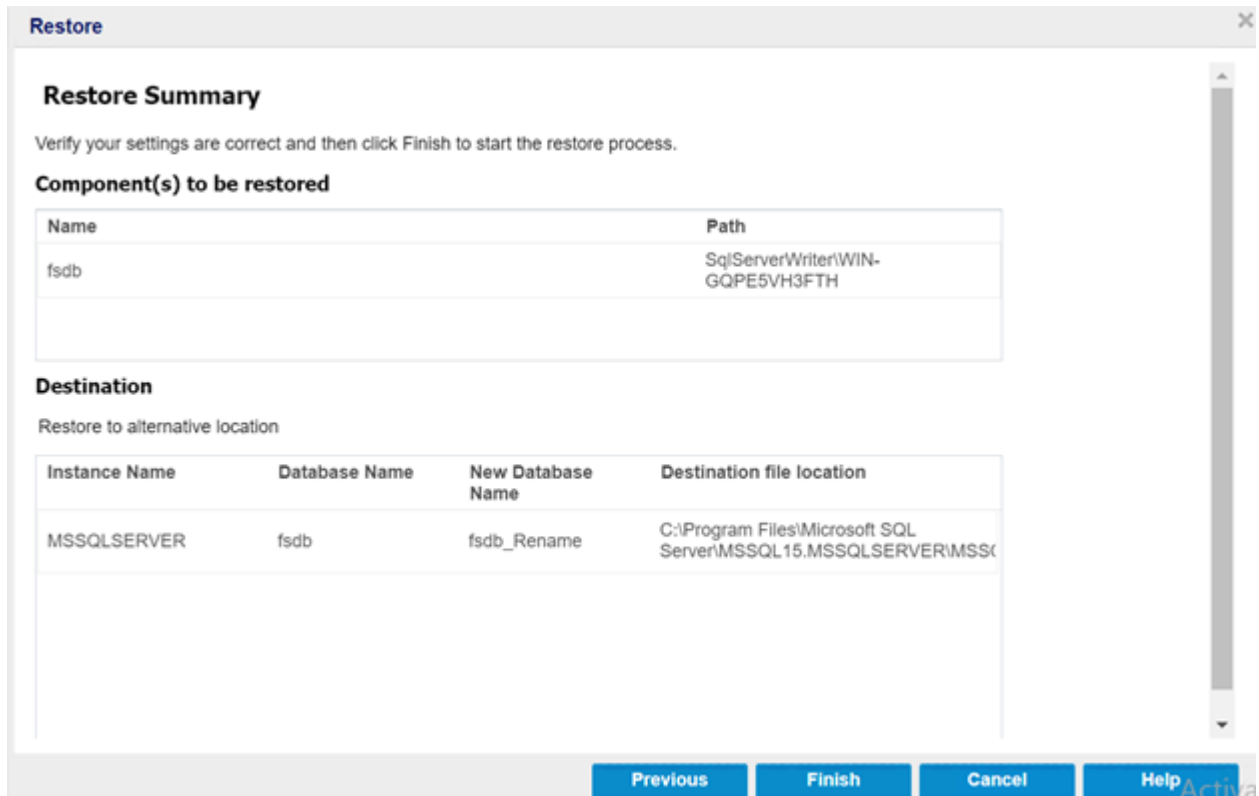 Restore
Restore Summary
Verify your settings are correct and then click Finish to start the restore process.
Component(s) to be restored
Name Path
fsdb SqlServerWriter\WIN-
GQPE5VH3FTH
Destination
Restore to alternative location
Instance Name Database Name New Database Destination file location
Name
MSSQLSERVER fsdb fsdb_Rename C:\Program Files\Microsoft SQL
Server\MSSQL15.MSSQLSERVER\MSS
Previous Finish Cancel Help
Activa